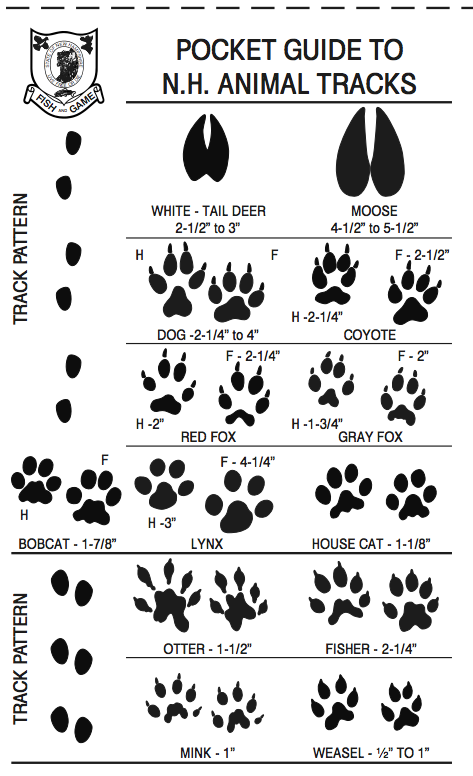 POCKET GUIDE TO
N.H. ANIMAL TRACKS
FISH AND GAME
TRACK PATTERN
WHITE - TAIL DEER
2-1/2” to 3”
MOOSE
4-1/2” to 5-1/2”
H
F
DOG -2-1/4” to 4”
F - 2-1/2”
H -2-1/4”
COYOTE
F - 2-1/4”
H -2”
RED FOX
F - 2”
H -1-3/4”
GRAY FOX
F
H
BOBCAT - 1-7/8”
F - 4-1/4”
H -3”
LYNX
HOUSE CAT - 1-1/8”
TRACK PATTERN
OTTER - 1-1/2”
FISHER - 2-1/4”
MINK - 1”
WEASEL - ½” TO 1”